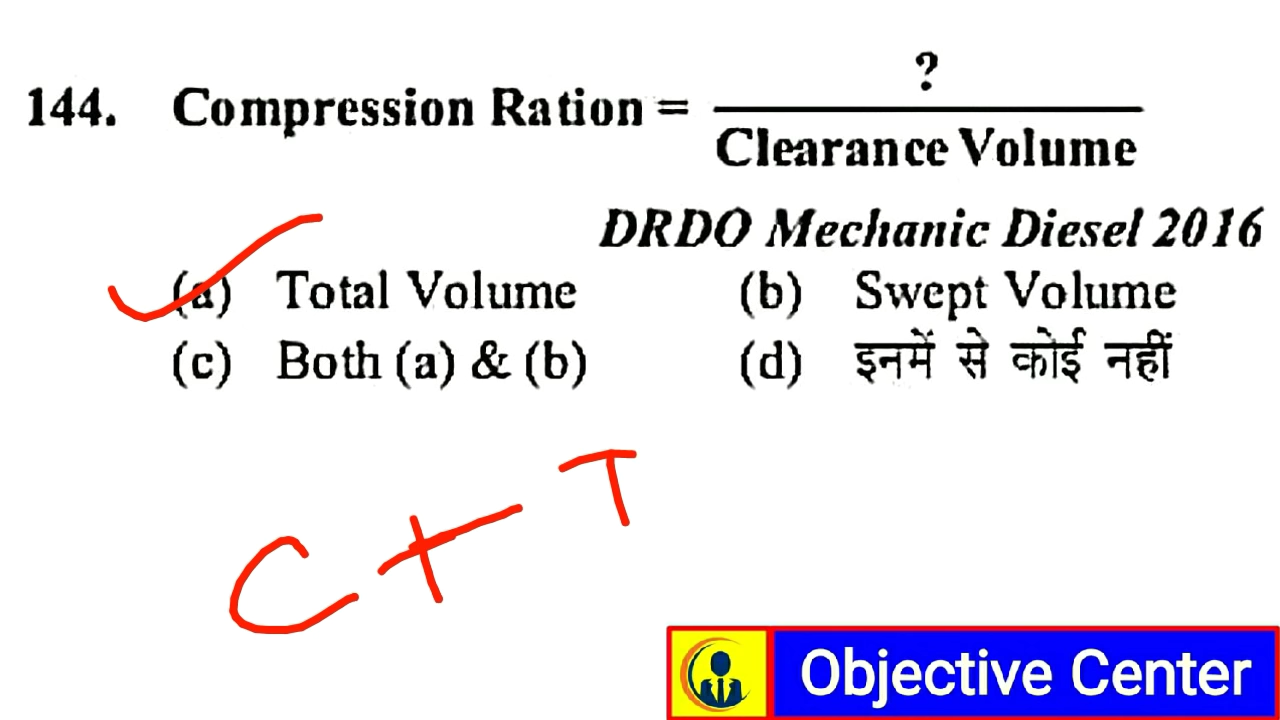 ?
144. Compression Ration = 
Clearance Volume
DRDO Mechanic Diesel 2016
(a) Total Volume (b) Swept Volume
(c) Both (a) & (b) (d) इनमें से कोई नहीं
C + T
Objective Center